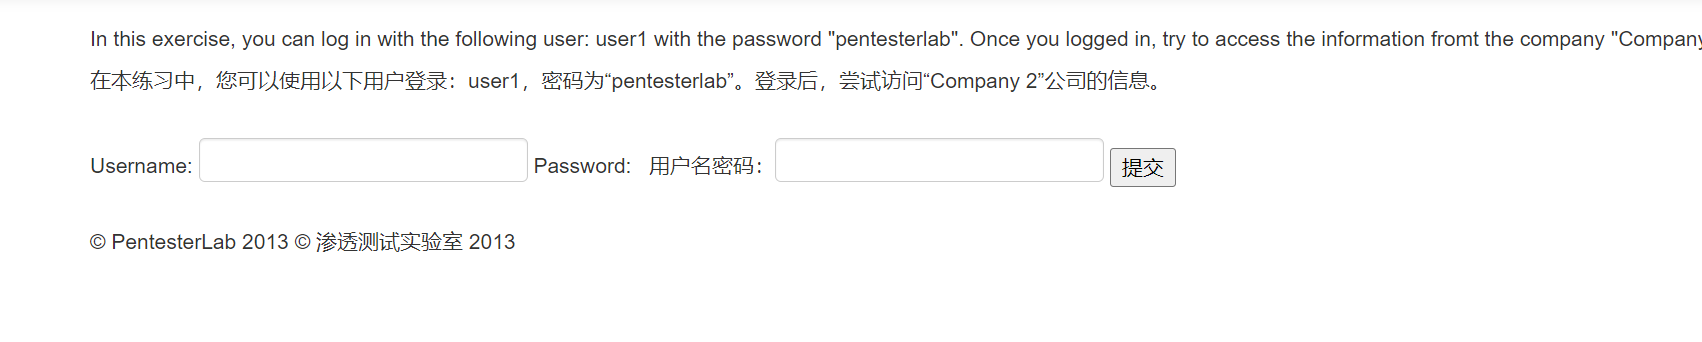 In this exercise, you can log in with the following user: user1 with the password "pentesterlab". Once you logged in, try to access the information fromt the company "Company
在本练习中，您可以使用以下用户登录：user1，密码为“pentesterlab”。登录后，尝试访问“Company 2”公司的信息。
Username: Password: 用户名密码： 提交
© PentesterLab 2013 © 渗透测试实验室 2013